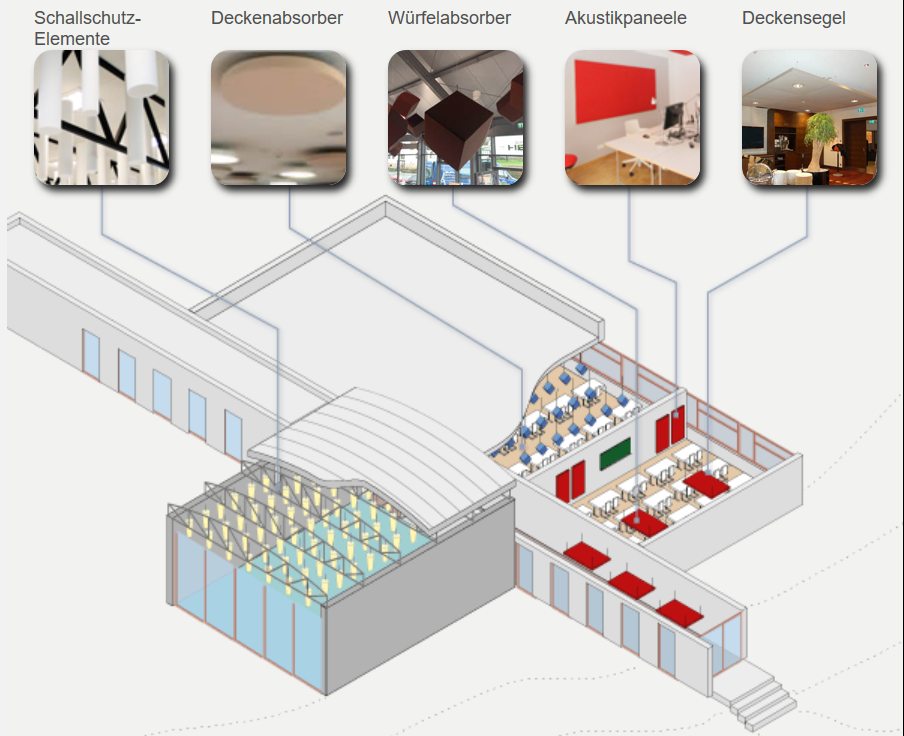 Schallschutz-
Elemente
Deckenabsorber
Würfelabsorber
Akustikpaneele
Deckensegel